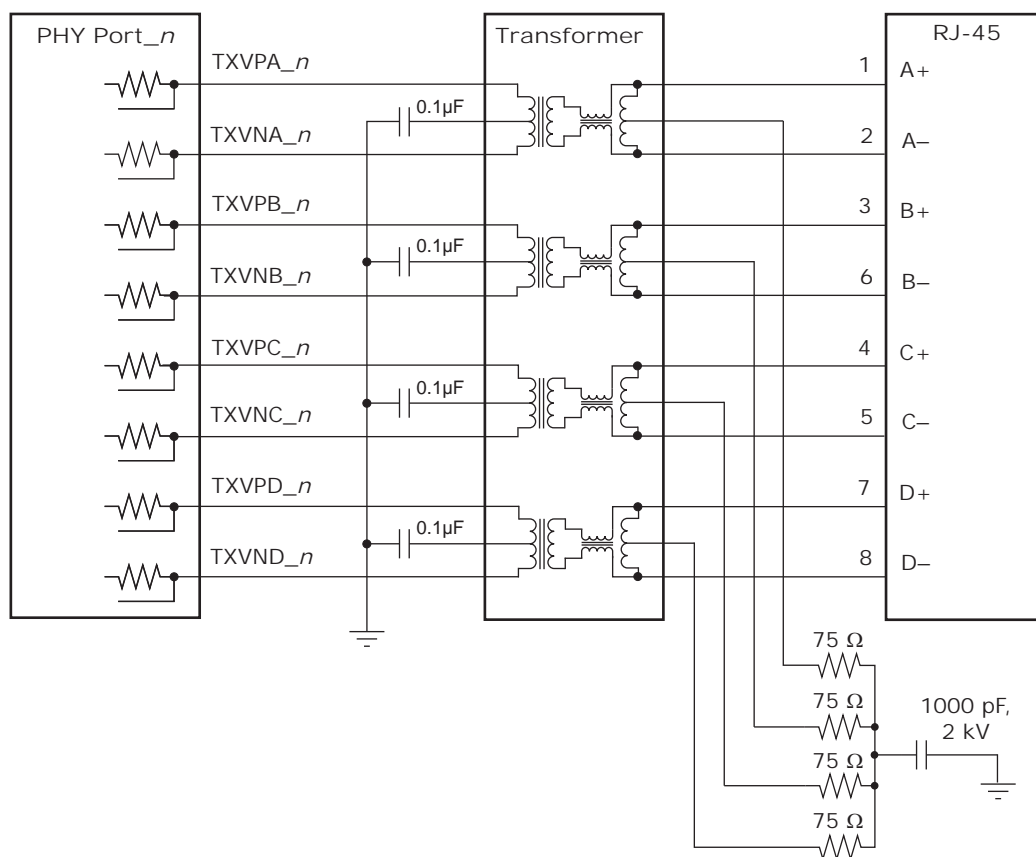 PHY Port_n
Transformer
RJ-45
TXVPA_n
1
A+
0.1µF
TXVNA_n
2
A–
TXVPB_n
3
B+
0.1µF
TXVNB_n
6
B–
TXVPC_n
4
C+
0.1µF
TXVNC_n
5
C–
TXVPD_n
7
D+
0.1µF
TXVND_n
8
D–
75 Ω
75 Ω
1000 pF,
2 kV
75 Ω
75 Ω